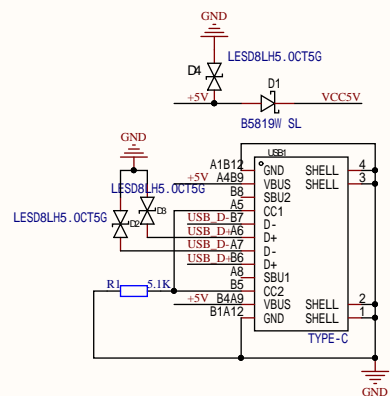 GND
LESD8LH5.0CT5G
D4
D1
+5V
VCC5V
B5819W SL
GND
USB1
A1B12
GND
SHELL
4
+5V
A4B9
VBUS
SHELL
3
LESD8LH5.0CT5G
B8
SBU2
D3
A5
CC1
LESD8LH5.0CT5G
D2
USB_D-
B7
D-
USB_D+
A6
D+
USB_D-
A7
D-
USB_D+
B6
D+
A8
SBU1
R1
5.1K
B5
CC2
+5V
B4A9
VBUS
SHELL
2
B1A12
GND
SHELL
1
TYPE-C
GND